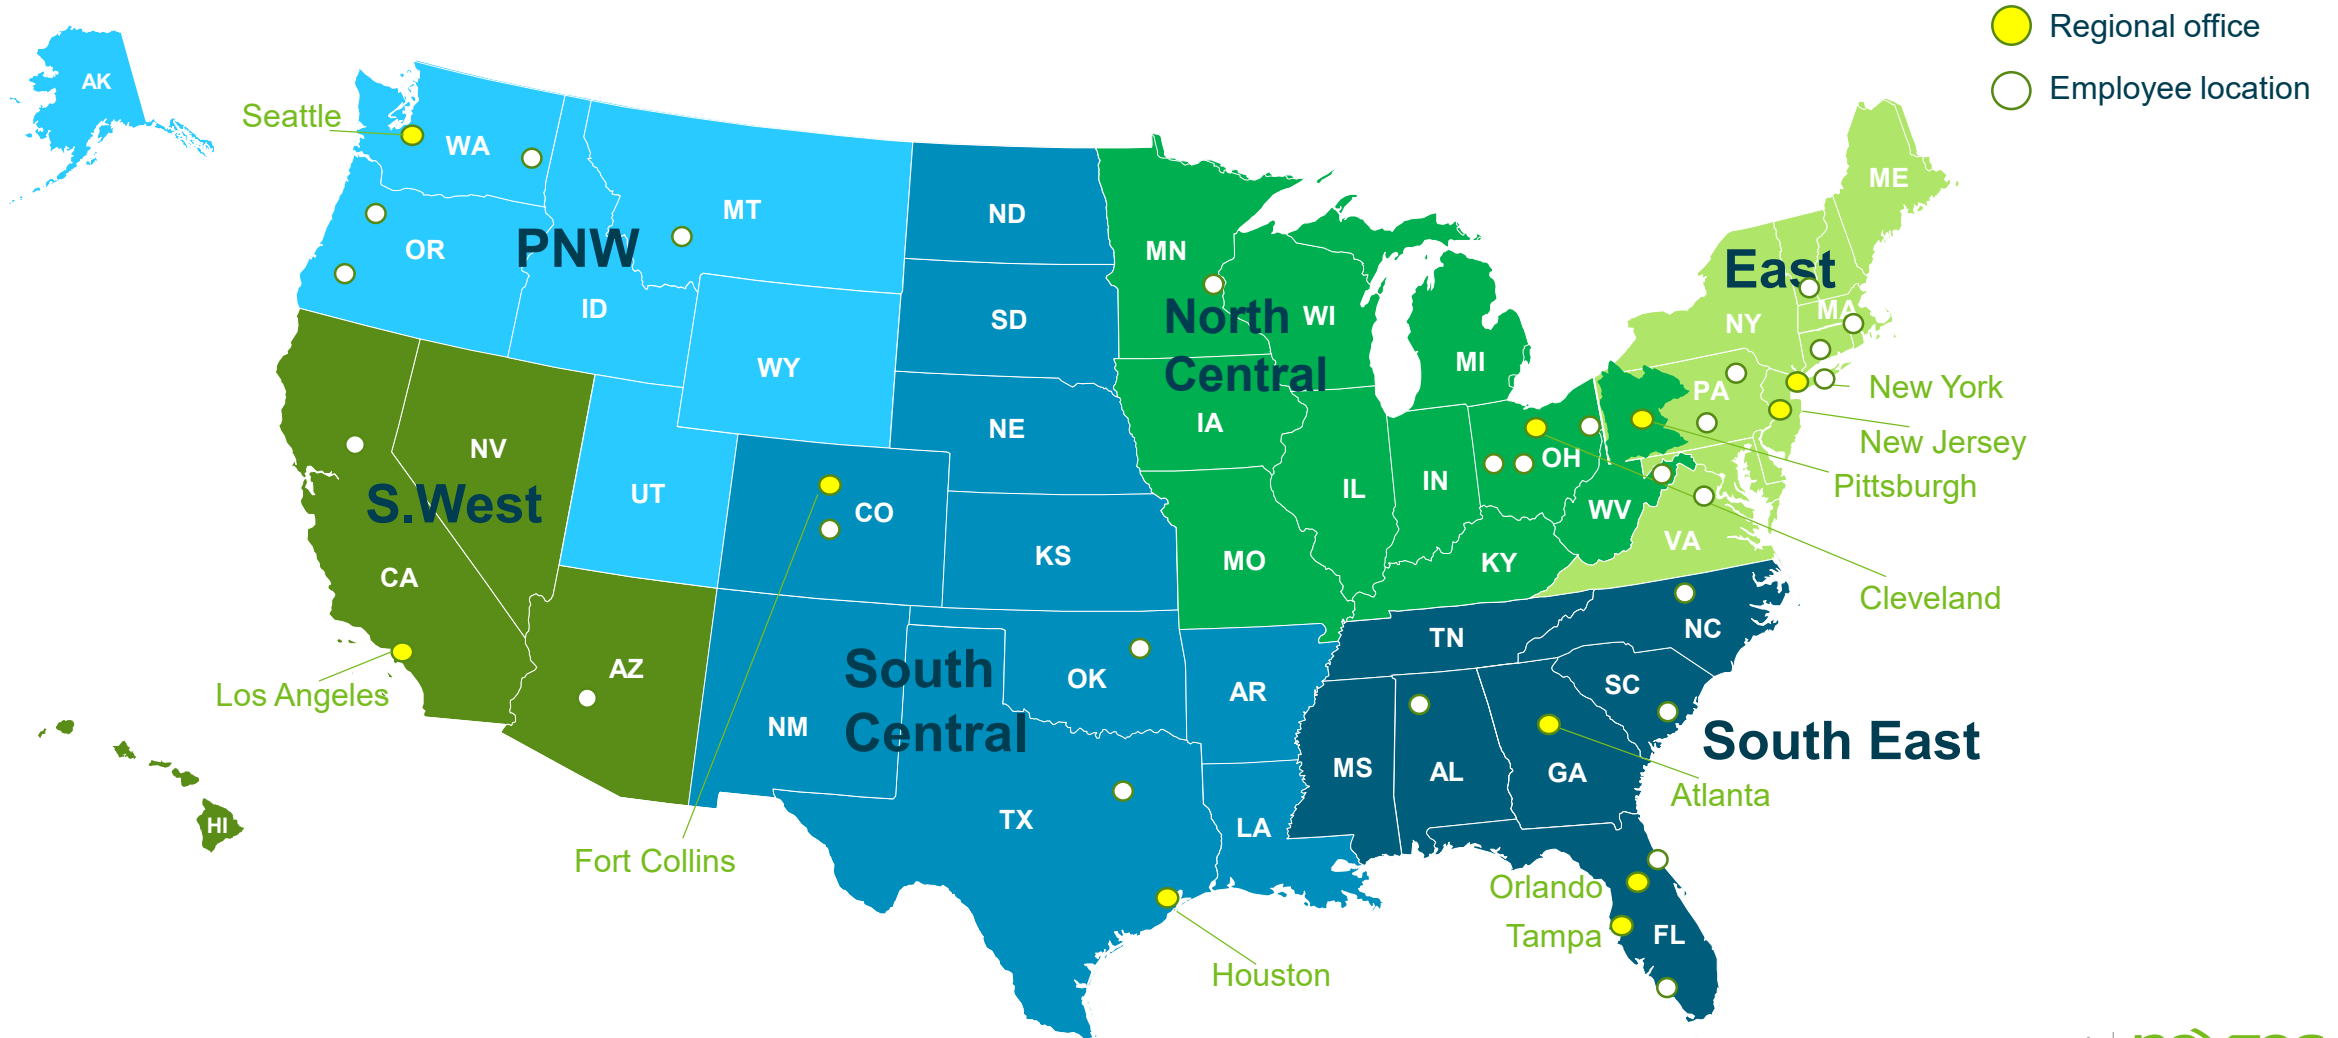 Regional office
Employee location
AK
Seattle
WA
MT
ND
MN
ME
OR
PNW
ID
SD
North
Central
WI
MI
East
MA
NY
WY
NE
IA
PA
New York
New Jersey
Pittsburgh
NV
S.West
UT
CO
KS
IL
IN
OH
WV
VA
MO
KY
Cleveland
CA
AZ
Los Angeles
South
Central
OK
AR
TN
NC
SC
South East
NM
MS
AL
GA
Atlanta
TX
LA
HI
Fort Collins
Orlando
Tampa
FL
Houston